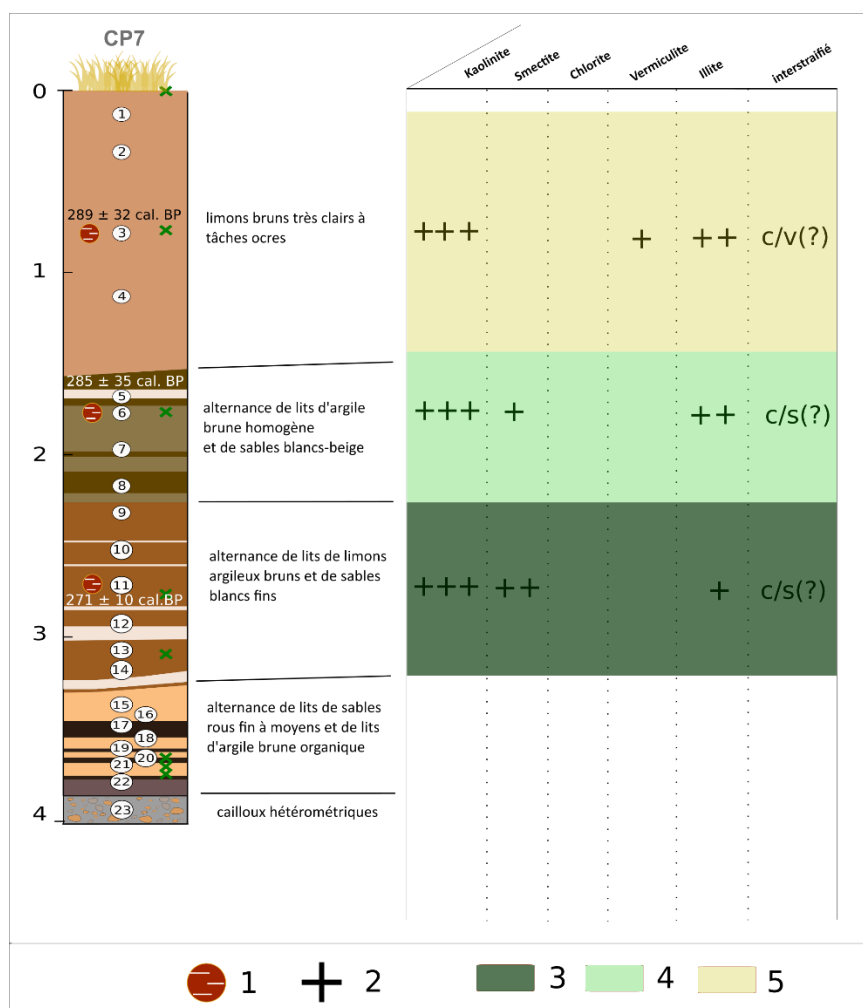 CP7
Kaolinite
Smectite
Chlorite
Vermiculite
Illite
interstraifié
0
1
2
289 ± 32 cal. BP
3
limons bruns très clairs à
tâches ocres
+++
+
++
c/v(?)
1
4
285 ± 35 cal. BP
5
6
alternance de lits d'argile
brune homogène
et de sables blancs-beige
+++
+
++
c/s(?)
2
7
8
9
10
alternance de lits de limons
argileux bruns et de sables
blancs fins
11
271 ± 10 cal.BP
+++
++
+
c/s(?)
3
12
13
14
15
16
17
18
19
20
21
22
alternance de lits de sables
rous fin à moyens et de lits
d'argile brune organique
4
23
cailloux hétérométriques
1
2
3
4
5